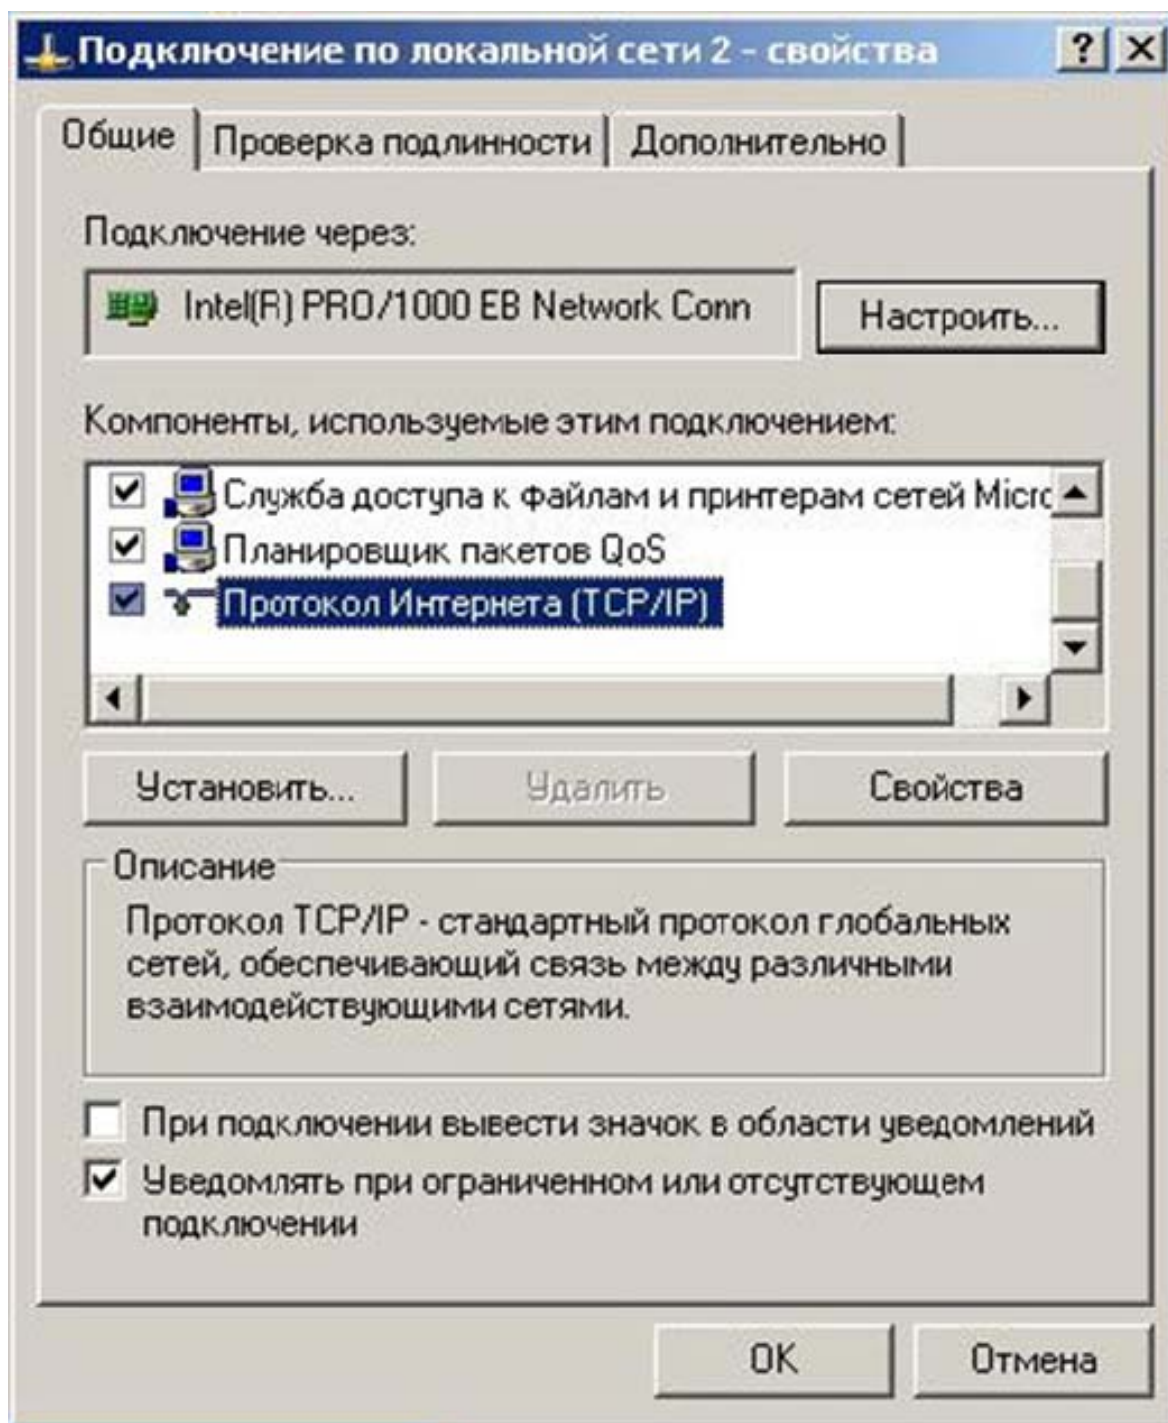 Подключение по локальной сети 2 - свойства
Общие
Проверка подлинности
Дополнительно
Подключение через:
Intel(R) PRO/1000 EB Network Conn
Настроить...
Компоненты, используемые этим подключением:
Служба доступа к файлам и принтерам сетей Micro
Планировщик пакетов QoS
Протокол Интернета (TCP/IP)
Установить...
Удалить
Свойства
Описание
Протокол TCP/IP - стандартный протокол глобальных
сетей, обеспечивающий связь между различными
взаимодействующими сетями.
При подключении вывести значок в области уведомлений
Уведомлять при ограниченном или отсутствующем
подключении
OK
Отмена